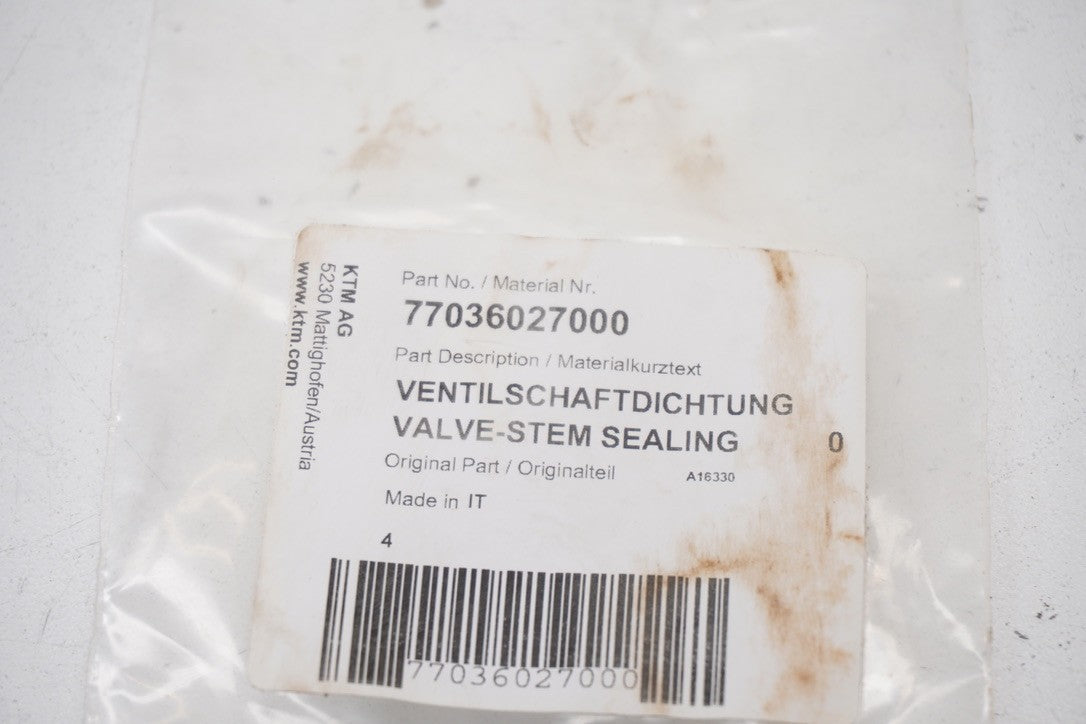 KTM AG
5230 Mattighofen/Austria
www.ktm.com
Part No. / Material Nr.
77036027000
Part Description / Materialkurztext
VENTILSCHAFTDICHTUNG
VALVE-STEM SEALING 0
Original Part / Originalteil A16330
Made in IT
4
77036027000